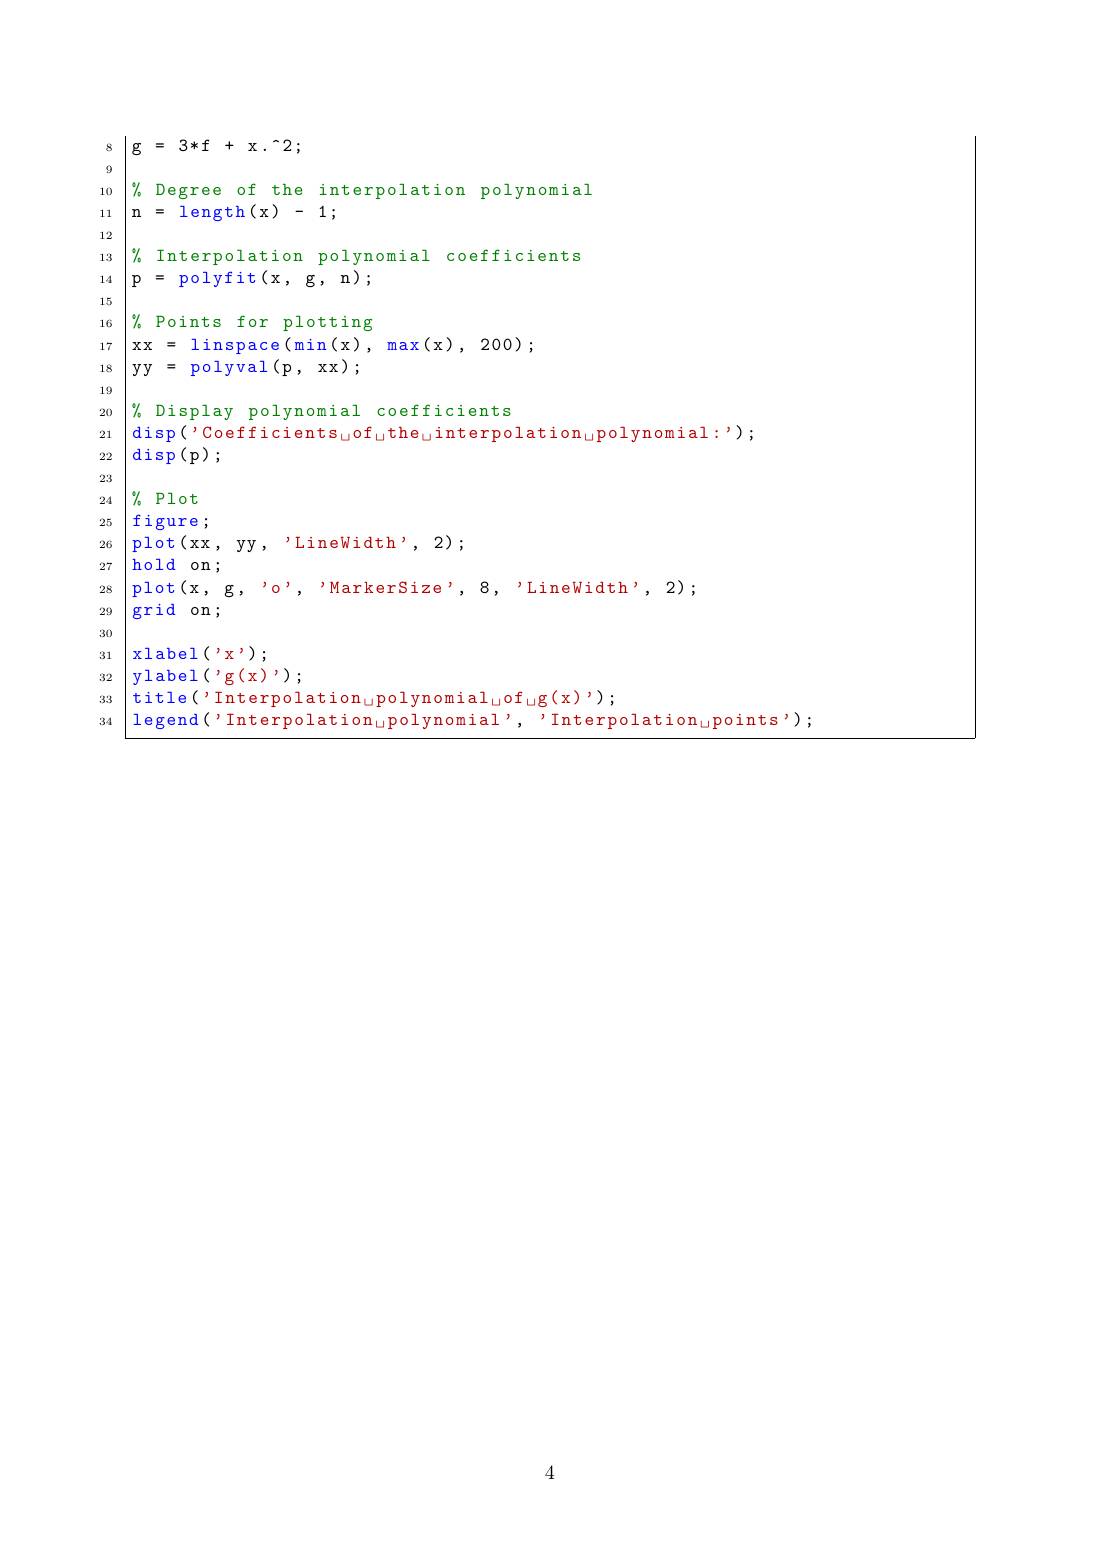 8 g = 3*f + x.^2;
9
10 % Degree of the interpolation polynomial
11 n = length(x) - 1;
12
13 % Interpolation polynomial coefficients
14 p = polyfit(x, g, n);
15
16 % Points for plotting
17 xx = linspace(min(x), max(x), 200);
18 yy = polyval(p, xx);
19
20 % Display polynomial coefficients
21 disp('Coefficients␣of␣the␣interpolation␣polynomial:');
22 disp(p);
23
24 % Plot
25 figure;
26 plot(xx, yy, 'LineWidth', 2);
27 hold on;
28 plot(x, g, 'o', 'MarkerSize', 8, 'LineWidth', 2);
29 grid on;
30
31 xlabel('x');
32 ylabel('g(x)');
33 title('Interpolation␣polynomial␣of␣g(x)');
34 legend('Interpolation␣polynomial', 'Interpolation␣points');
4